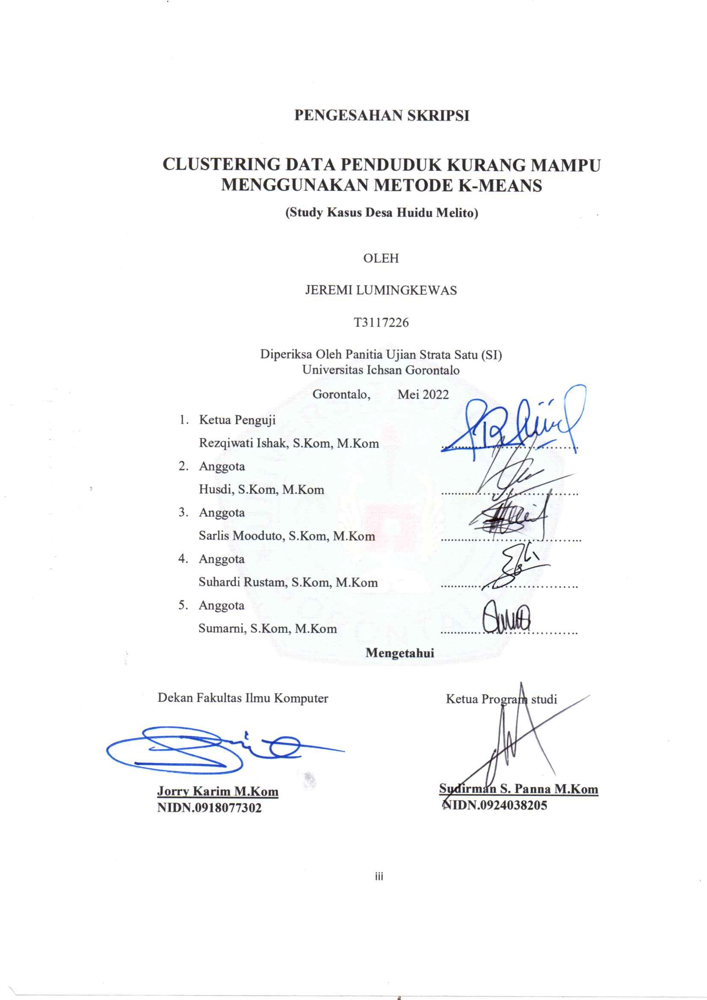 PENGESAHAN SKRIPSI
CLUSTERING DATA PENDUDUK KURANG MAMPU
MENGGUNAKAN METODE K-MEANS
(Study Kasus Desa Huidu Melito)
OLEH
JEREMI LUMINGKEWAS
T3117226
Diperiksa Oleh Panitia Ujian Strata Satu (SI)
Universitas Ichsan Gorontalo
Gorontalo, Mei 2022
1. Ketua Penguji
Rezqiwati Ishak, S.Kom, M.Kom
2. Anggota
Husdi, S.Kom, M.Kom
3. Anggota
Sarlis Mooduto, S.Kom, M.Kom
4. Anggota
Suhardi Rustam, S.Kom, M.Kom
5. Anggota
Sumarni, S.Kom, M.Kom
Mengetahui
Dekan Fakultas Ilmu Komputer Ketua Program studi
Jorry Karim M.Kom Sudirman S. Panna M.Kom
NIDN.0918077302 NIDN.0924038205
iii